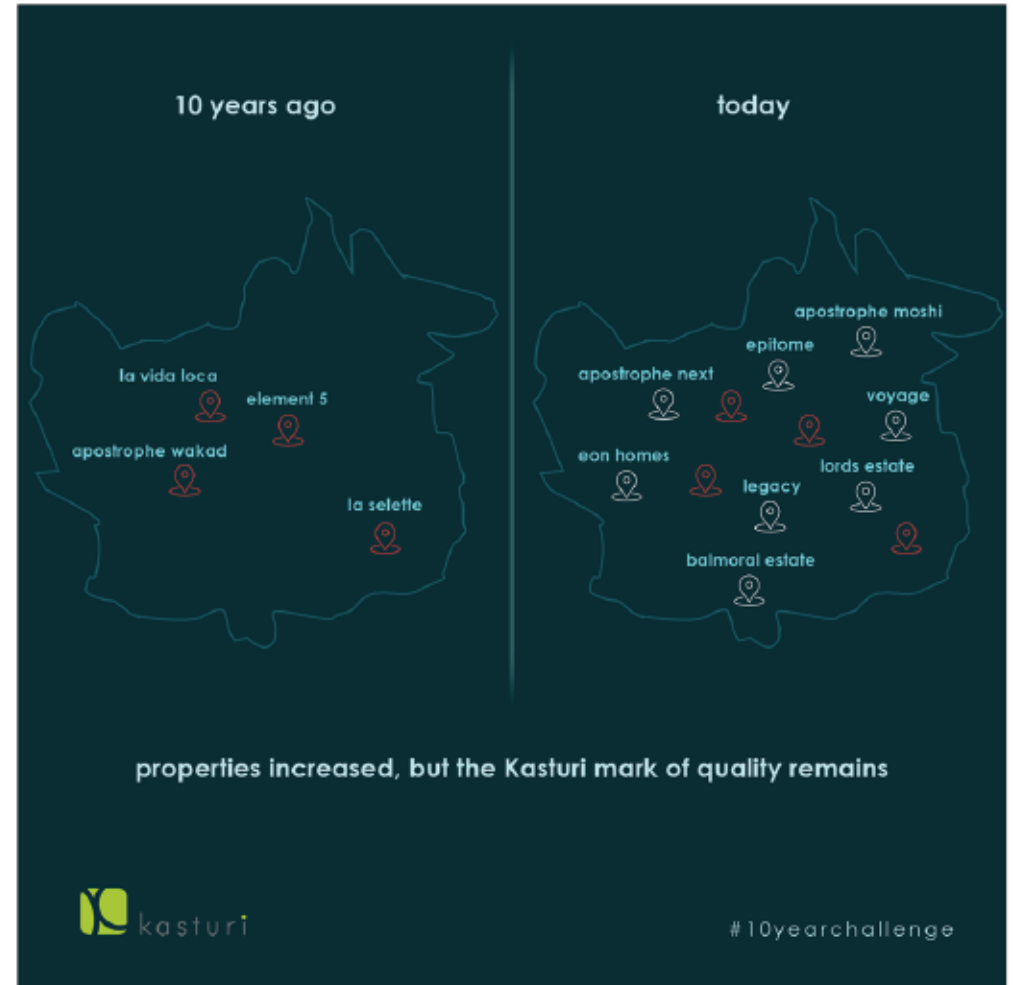 10 years ago
today
la vida loca
element 5
apostrophe wakad
la selette
apostrophe moshi
epitome
apostrophe next
voyage
eon homes
lords estate
legacy
balmoral estate
properties increased, but the Kasturi mark of quality remains
kasturi
#10yearchallenge